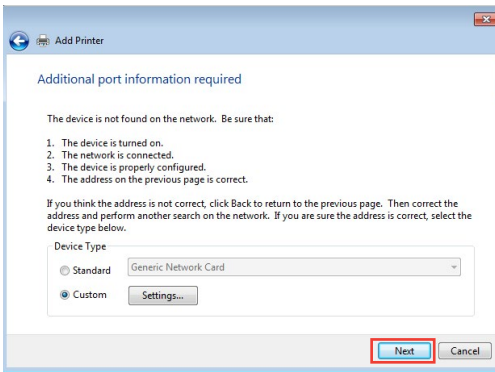 Add Printer
Additional port information required
The device is not found on the network.  Be sure that:
1.  The device is turned on.
2.  The network is connected.
3.  The device is properly configured.
4.  The address on the previous page is correct.
If you think the address is not correct, click Back to return to the previous page.  Then correct the
address and perform another search on the network.  If you are sure the address is correct, select the
device type below.
Device Type
Standard Generic Network Card
Custom Settings...
Next Cancel